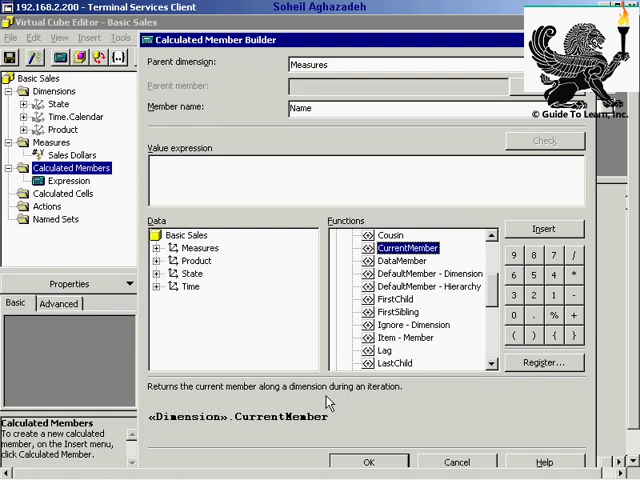 192.168.2.200 - Terminal Services Client
Soheil Aghazadeh
Virtual Cube Editor - Basic Sales
File Edit View Insert Tools
Calculated Member Builder
© Guide To Learn, Inc.
Parent dimension:
Measures
Parent member:
Member name:
Name
Check
Value expression
Basic Sales
Dimensions
State
Time.Calendar
Product
Measures
Sales Dollars
Calculated Members
Expression
Calculated Cells
Actions
Named Sets
Properties
Basic
Advanced
Calculated Members
To create a new calculated
member, on the Insert menu,
click Calculated Member.
Data
Basic Sales
Measures
Product
State
Time
Functions
Cousin
CurrentMember
DataMember
DefaultMember - Dimension
DefaultMember - Hierarchy
FirstChild
FirstSibling
Ignore - Dimension
Item - Member
Lag
LastChild
Insert
9 8 7 /
6 5 4 *
3 2 1 -
0 . % +
( ) { }
Register...
Returns the current member along a dimension during an iteration.
«Dimension».CurrentMember
OK
Cancel
Help